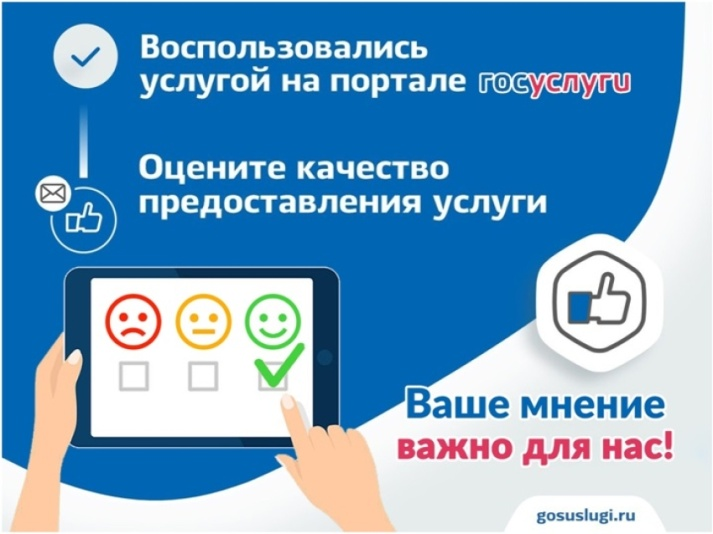 Воспользовались
услугой на портале госуслуги
Оцените качество
предоставления услуги
Ваше мнение
важно для нас!
gosuslugi.ru